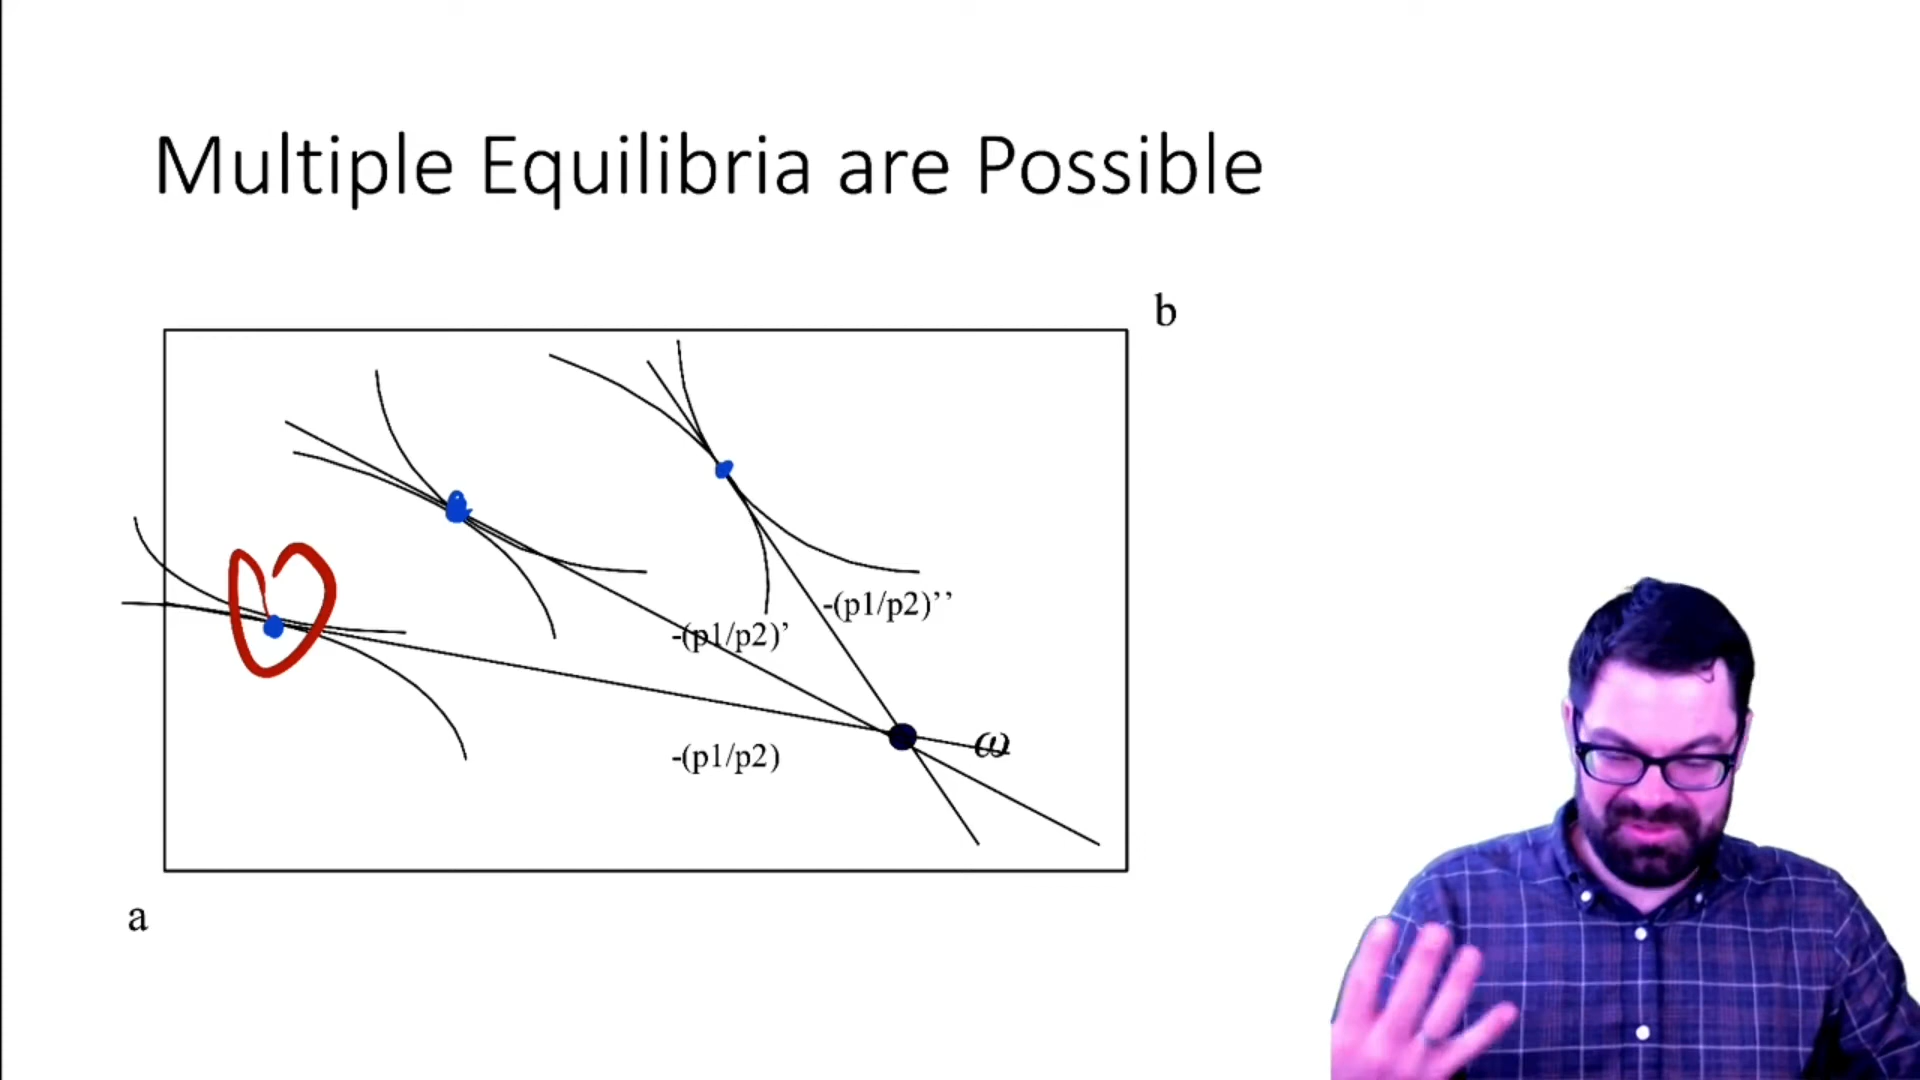 Multiple Equilibria are Possible
b
-(p1/p2)’’
-(p1/p2)’
ω
-(p1/p2)
a